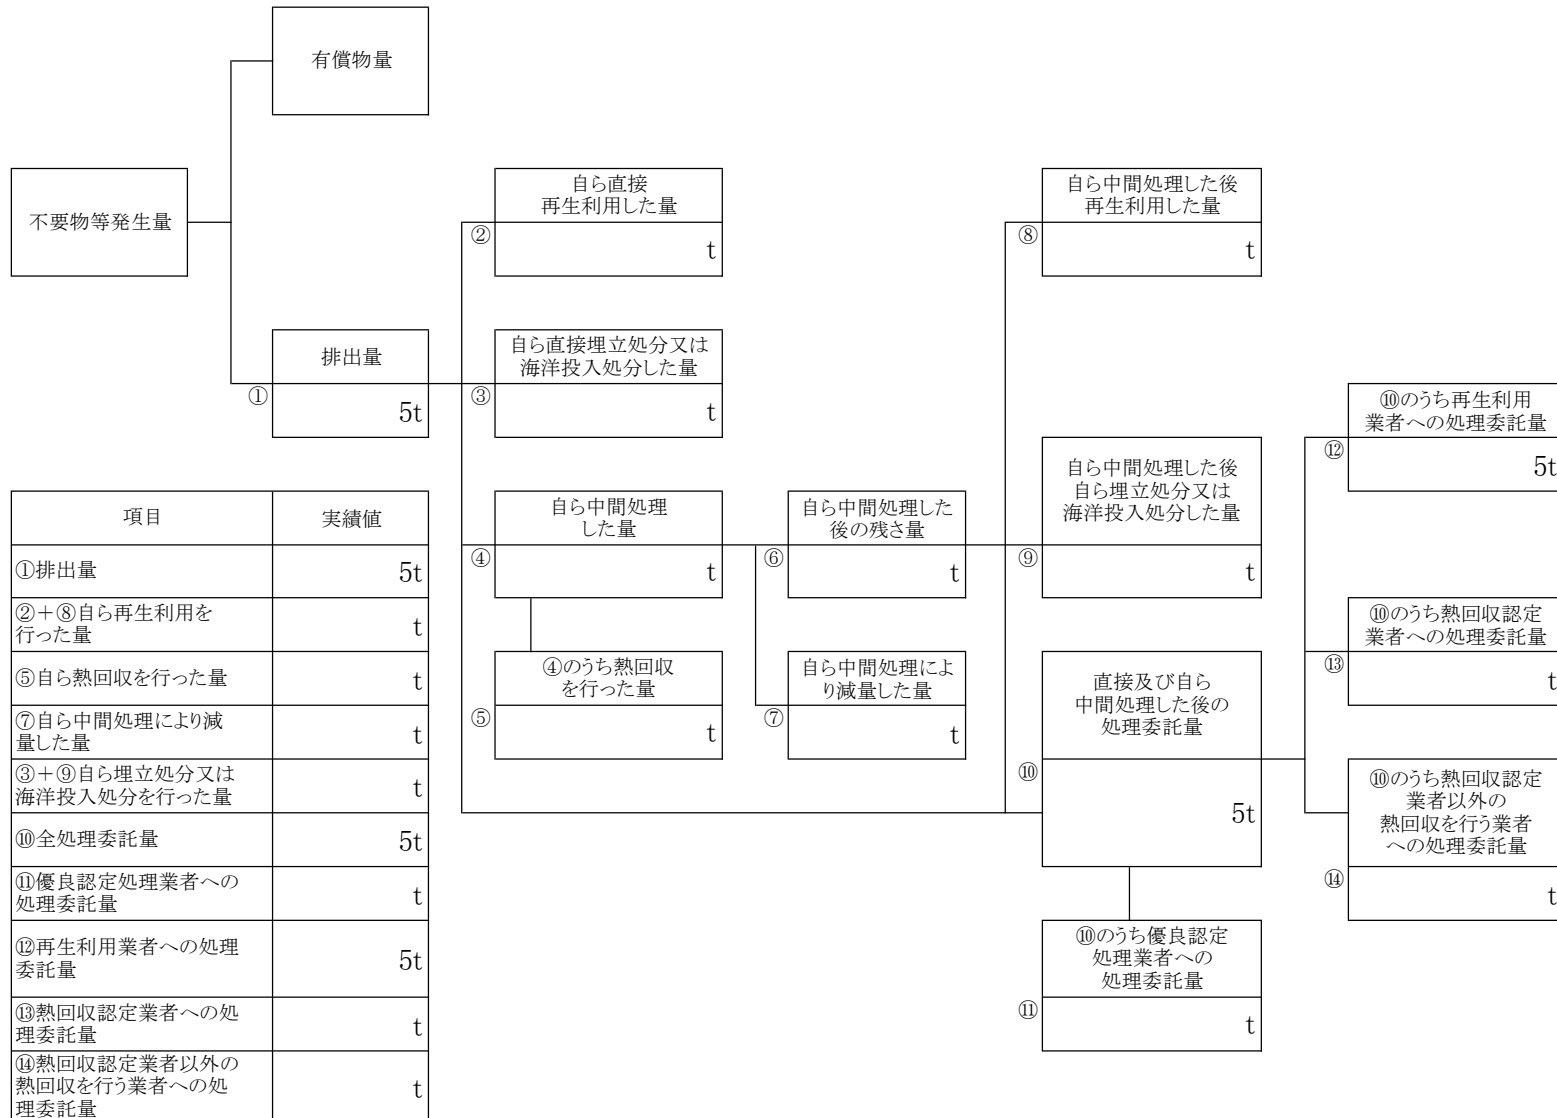 有償物量
不要物等発生量
自ら直接
再生利用した量
②
t
自ら中間処理した後
再生利用した量
⑧
t
排出量
①
5t
自ら直接埋立処分又は
海洋投入処分した量
③
t
⑩のうち再生利用
業者への処理委託量
⑫
5t
自ら中間処理
した量
④
t
自ら中間処理した
後の残さ量
⑥
t
自ら中間処理した後
自ら埋立処分又は
海洋投入処分した量
⑨
t
⑩のうち熱回収認定
業者への処理委託量
⑬
t
④のうち熱回収
を行った量
⑤
t
自ら中間処理によ
り減量した量
⑦
t
直接及び自ら
中間処理した後の
処理委託量
⑩
5t
⑩のうち熱回収認定
業者以外の
熱回収を行う業者
への処理委託量
⑭
t
⑩のうち優良認定
処理業者への
処理委託量
⑪
t
項目 実績値
①排出量 5t
②＋⑧自ら再生利用を
行った量 t
⑤自ら熱回収を行った量 t
⑦自ら中間処理により減
量した量 t
③＋⑨自ら埋立処分又は
海洋投入処分を行った量 t
⑩全処理委託量 5t
⑪優良認定処理業者への
処理委託量 t
⑫再生利用業者への処理
委託量 5t
⑬熱回収認定業者への処
理委託量 t
⑭熱回収認定業者以外の
熱回収を行う業者への処
理委託量 t